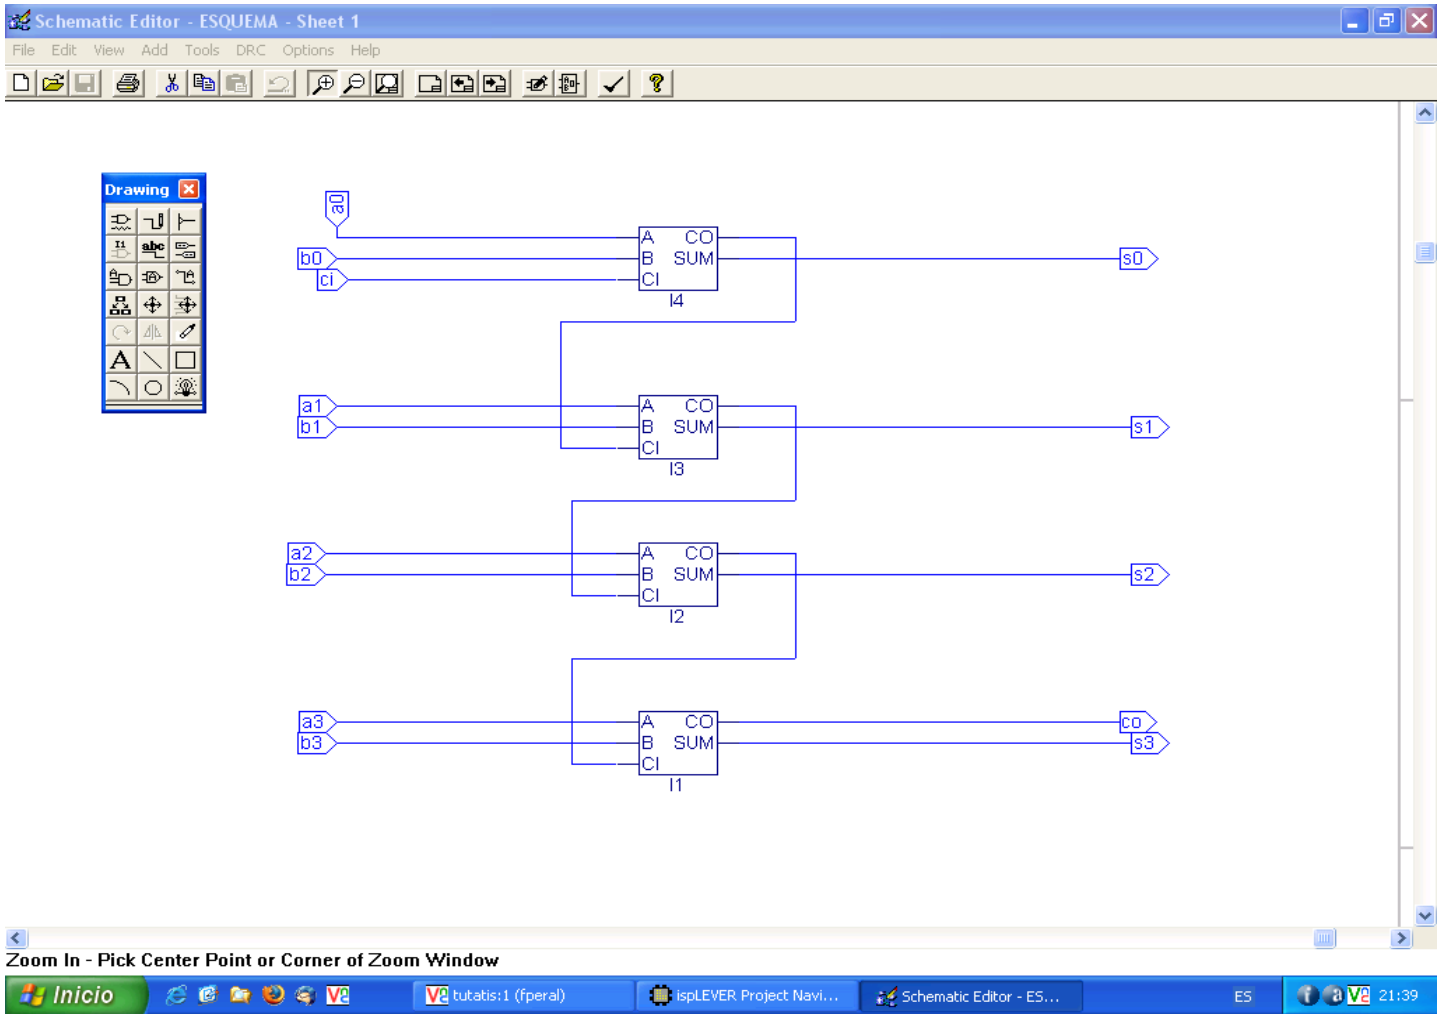 Schematic Editor - ESQUEMA - Sheet 1
File Edit View Add Tools DRC Options Help
Drawing
I1
abc
A
a0
A CO
b0
B SUM
s0
ci
CI
I4
a1
A CO
b1
B SUM
s1
CI
I3
a2
A CO
b2
B SUM
s2
CI
I2
a3
A CO
co
b3
B SUM
s3
CI
I1
Zoom In - Pick Center Point or Corner of Zoom Window
Inicio
tutatis:1 (fperal)
ispLEVER Project Navi...
Schematic Editor - ES...
ES
21:39